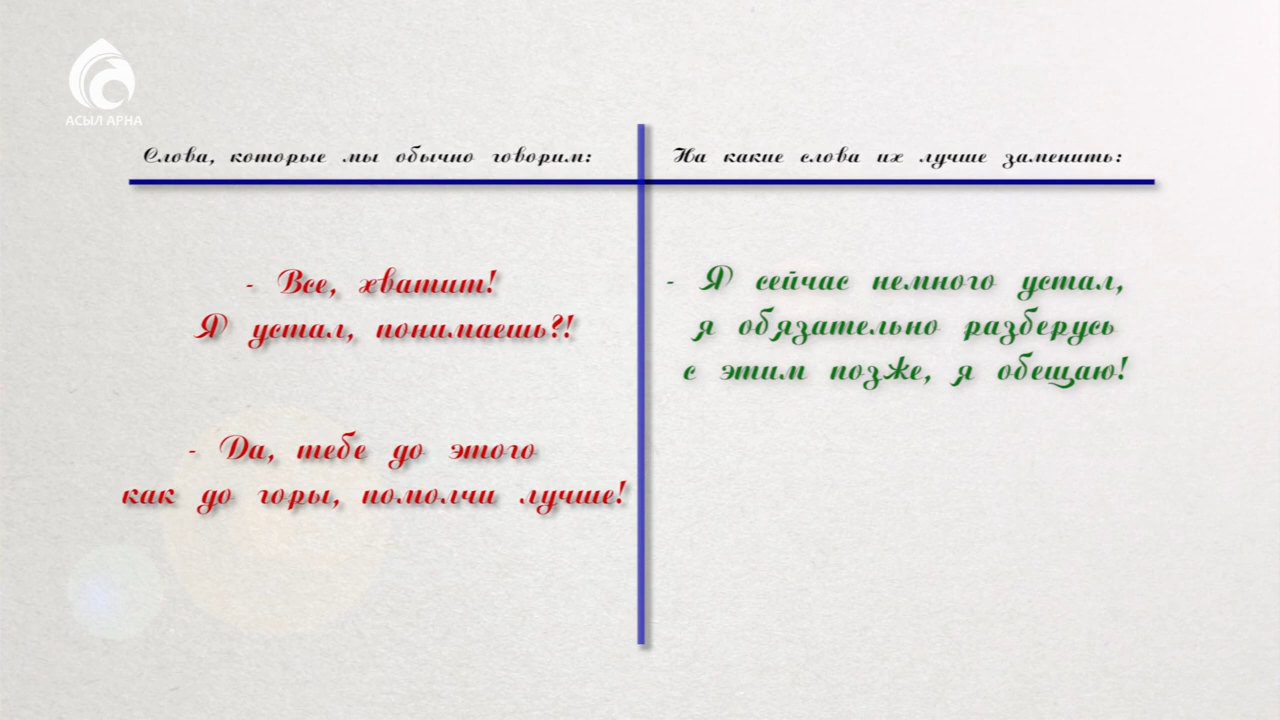 АСЫЛ АРНА
Слова, которые мы обычно говорим:
На какие слова их лучше заменить:
- Все, хватит!
Я устал, понимаешь?!
- Я сейчас немного устал,
я обязательно разберусь
с этим позже, я обещаю!
- Да, тебе до этого
как до горы, помолчи лучше!